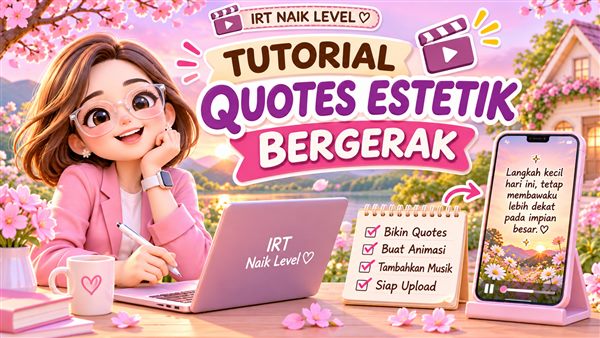 IRT NAIK LEVEL ♡
TUTORIAL
QUOTES ESTETIK
BERGERAK
IRT
Naik Level ♡
Bikin Quotes
Buat Animasi
Tambahkan Musik
Siap Upload
Langkah kecil
hari ini, tetap
membawaku
lebih dekat
pada impian
besar. ♡